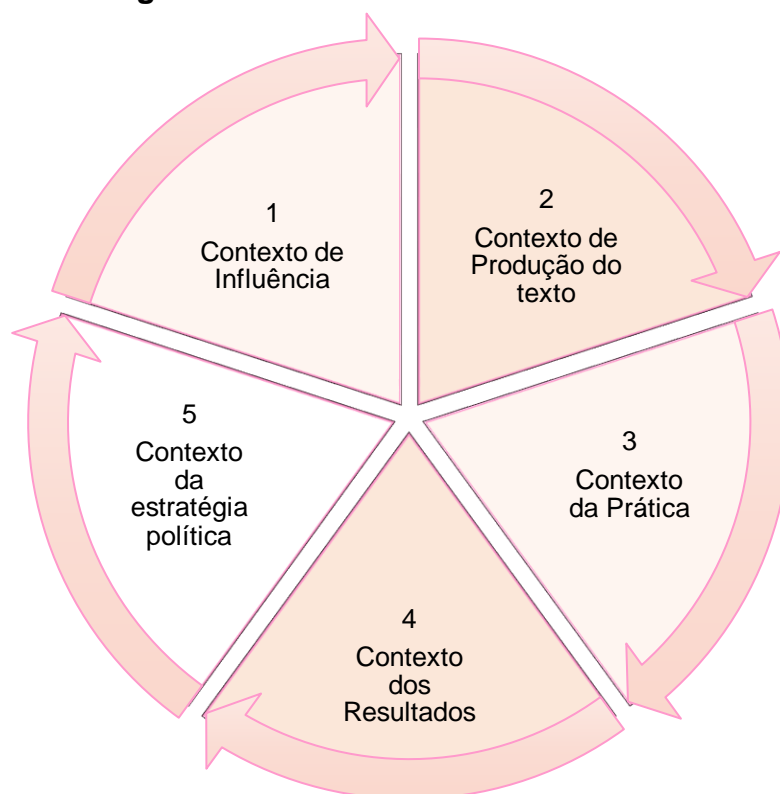 1
Contexto de
Influência
2
Contexto de
Produção do
texto
3
Contexto
da Prática
4
Contexto
dos
Resultados
5
Contexto
da
estratégia
política